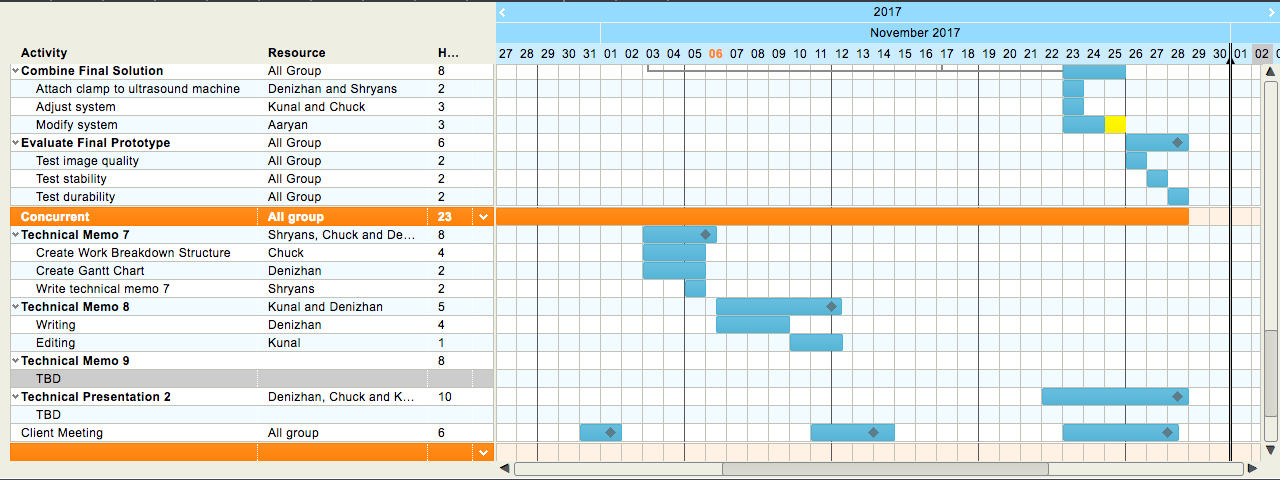 2017
November 2017
Activity Resource H...
27 28 29 30 31 01 02 03 04 05 06 07 08 09 10 11 12 13 14 15 16 17 18 19 20 21 22 23 24 25 26 27 28 29 30 01 02 0
Combine Final Solution All Group 8
Attach clamp to ultrasound machine Denizhan and Shryans 2
Adjust system Kunal and Chuck 3
Modify system Aaryan 3
Evaluate Final Prototype All Group 6
Test image quality All Group 2
Test stability All Group 2
Test durability All Group 2
Concurrent All group 23
Technical Memo 7 Shryans, Chuck and De... 8
Create Work Breakdown Structure Chuck 4
Create Gantt Chart Denizhan 2
Write technical memo 7 Shryans 2
Technical Memo 8 Kunal and Denizhan 5
Writing Denizhan 4
Editing Kunal 1
Technical Memo 9 8
TBD
Technical Presentation 2 Denizhan, Chuck and K... 10
TBD
Client Meeting All group 6